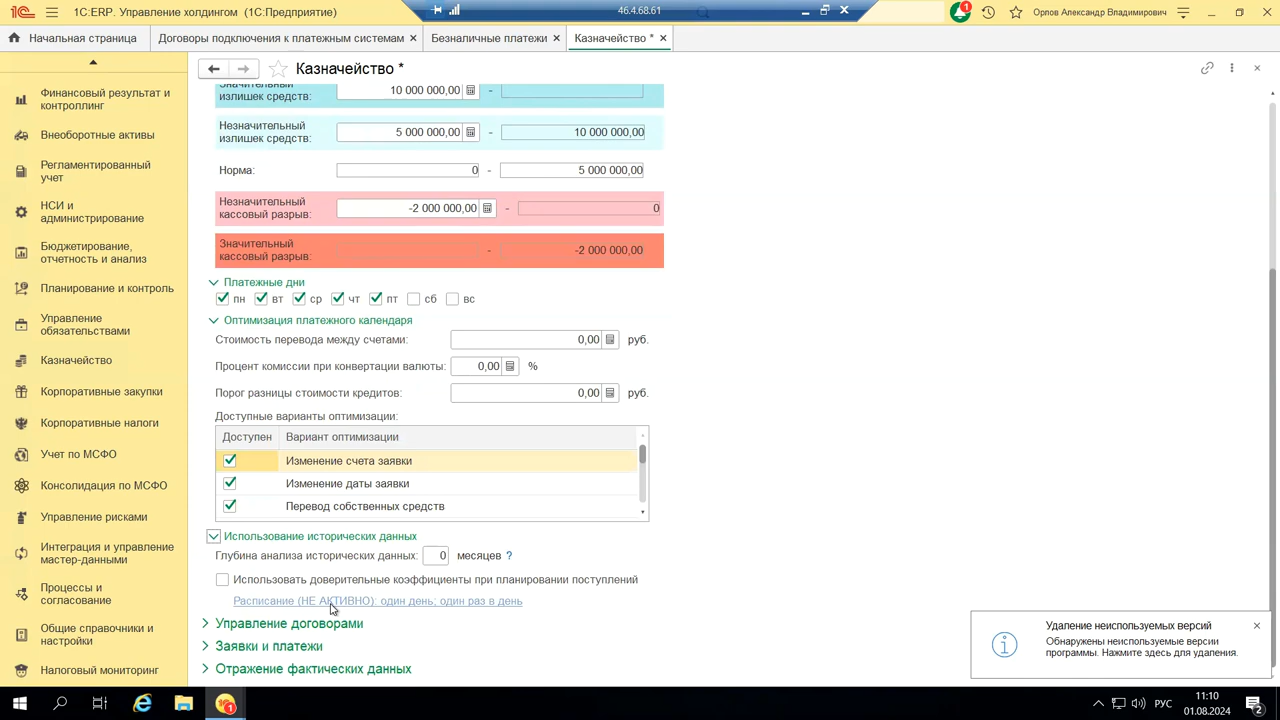 1С:ERP. Управление холдингом (1С:Предприятие)
46.4.68.61
1
Орлов Александр Владимирович
Начальная страница
Договоры подключения к платежным системам ×
Безналичные платежи ×
Казначейство * ×
Казначейство *
Финансовый результат и
контроллинг
Внеоборотные активы
Регламентированный
учет
НСИ и
администрирование
Бюджетирование,
отчетность и анализ
Планирование и контроль
Управление
обязательствами
Казначейство
Корпоративные закупки
Корпоративные налоги
Учет по МСФО
Консолидация по МСФО
Управление рисками
Интеграция и управление
мастер-данными
Процессы и
согласование
Общие справочники и
настройки
Налоговый мониторинг
Значительный
излишек средств: 10 000 000,00 -
Незначительный
излишек средств: 5 000 000,00 - 10 000 000,00
Норма: 0 - 5 000 000,00
Незначительный
кассовый разрыв: -2 000 000,00 - 0
Значительный
кассовый разрыв: - -2 000 000,00
Платежные дни
пн вт ср чт пт сб вс
Оптимизация платежного календаря
Стоимость перевода между счетами: 0,00 руб.
Процент комиссии при конвертации валюты: 0,00 %
Порог разницы стоимости кредитов: 0,00 руб.
Доступные варианты оптимизации:
Доступен Вариант оптимизации
Изменение счета заявки
Изменение даты заявки
Перевод собственных средств
Использование исторических данных
Глубина анализа исторических данных: 0 месяцев ?
Использовать доверительные коэффициенты при планировании поступлений
Расписание (НЕ АКТИВНО): один день; один раз в день
Управление договорами
Заявки и платежи
Отражение фактических данных
Удаление неиспользуемых версий
Обнаружены неиспользуемые версии
программы. Нажмите здесь для удаления.
1
РУС
11:10
01.08.2024
2